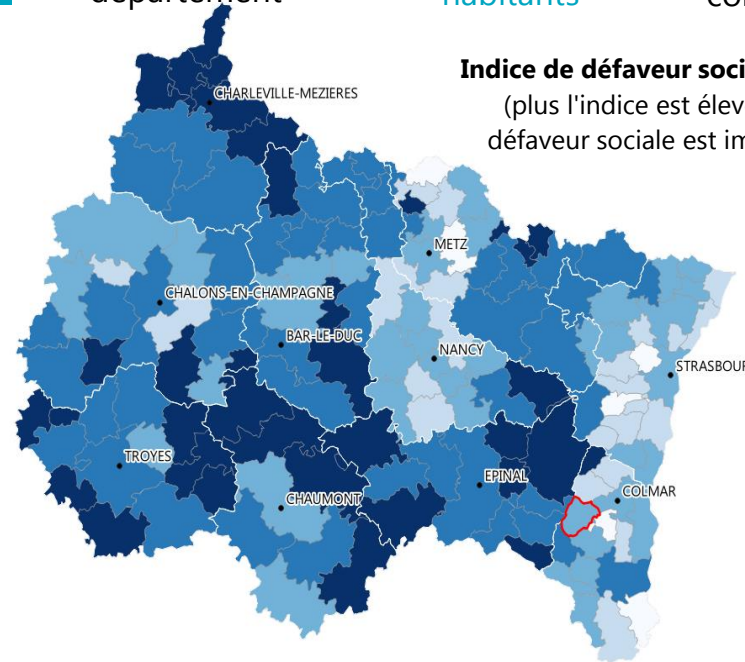 département habitants
Indice de défaveur soci
(plus l'indice est élev
défaveur sociale est im
CHARLEVILLE-MEZIERES
METZ
CHALONS-EN-CHAMPAGNE
BAR-LE-DUC
NANCY
STRASBOUR
TROYES
EPINAL
COLMAR
CHAUMONT